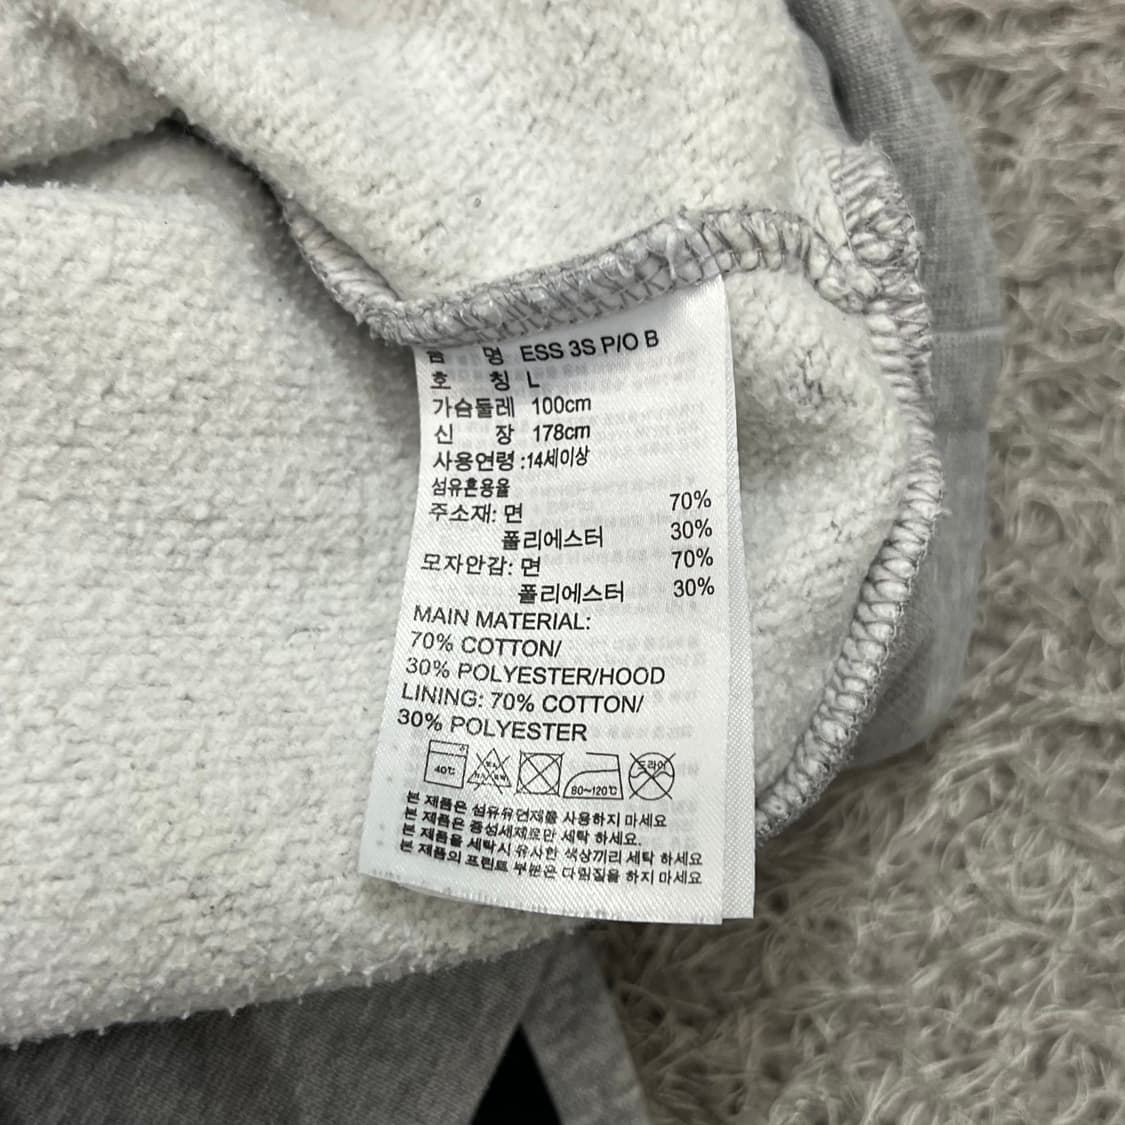 품 명 ESS 3S P/O B
호 칭 L
가슴둘레 100cm
신 장 178cm
사용연령 :14세이상
섬유혼용율
주소재: 면 70%
폴리에스터 30%
모자안감: 면 70%
폴리에스터 30%
MAIN MATERIAL:
70% COTTON/
30% POLYESTER/HOOD
LINING: 70% COTTON/
30% POLYESTER
40℃ 80~120℃ 드라이
본 제품은 섬유유연제를 사용하지 마세요
본 제품은 중성세제로만 세탁 하세요.
본 제품을 세탁시 유사한 색상끼리 세탁 하세요
본 제품의 프린트 부분은 다림질을 하지 마세요